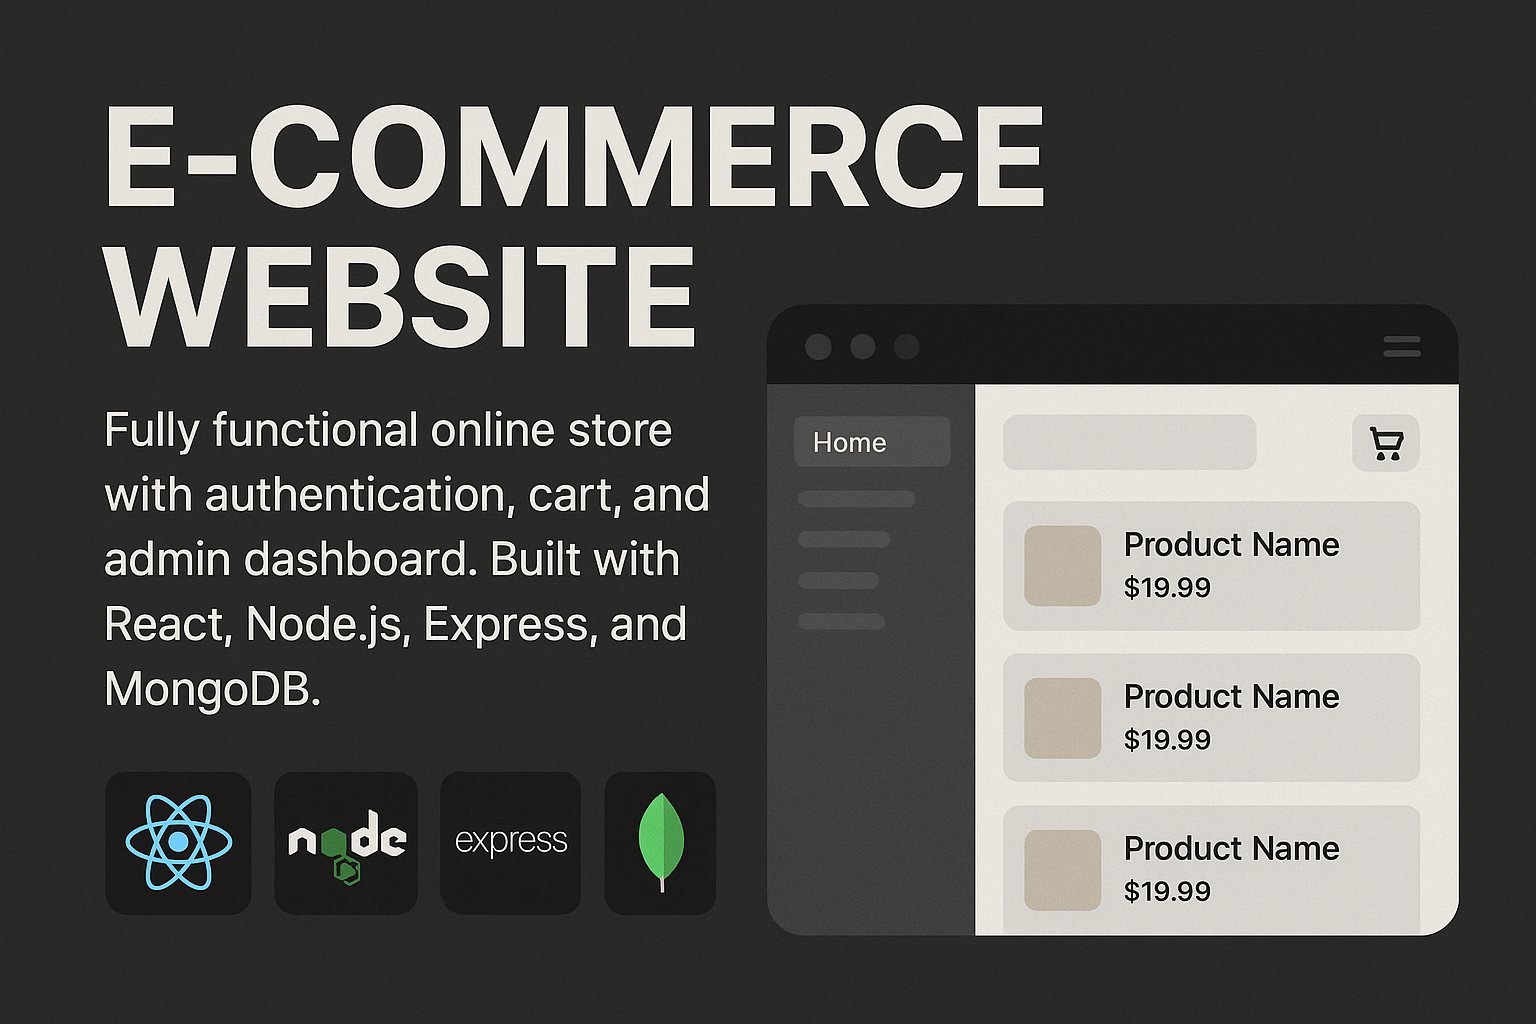 E-COMMERCE
WEBSITE
Fully functional online store
with authentication, cart, and
admin dashboard. Built with
React, Node.js, Express, and
MongoDB.
node
express
Home
Product Name
$19.99
Product Name
$19.99
Product Name
$19.99